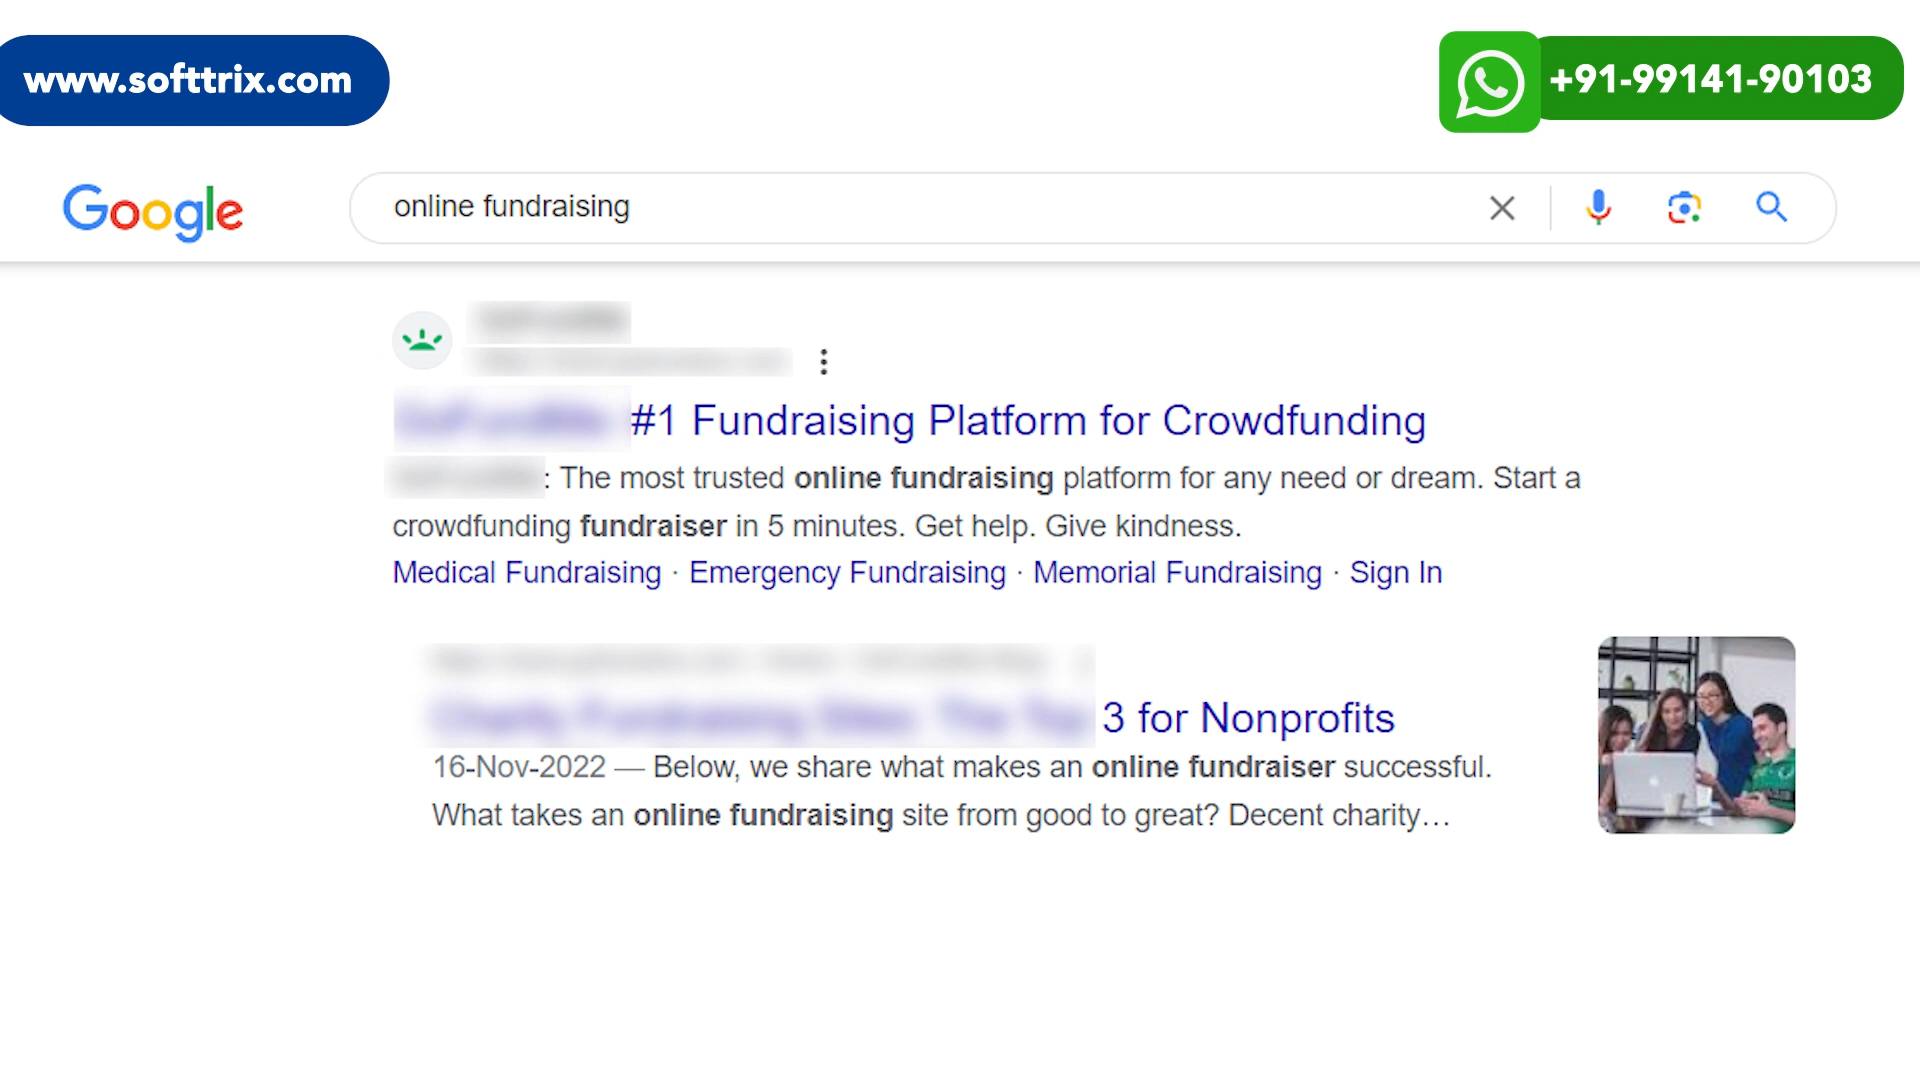 www.softtrix.com
+91-99141-90103
Google
online fundraising
#1 Fundraising Platform for Crowdfunding
: The most trusted online fundraising platform for any need or dream. Start a
crowdfunding fundraiser in 5 minutes. Get help. Give kindness.
Medical Fundraising · Emergency Fundraising · Memorial Fundraising · Sign In
3 for Nonprofits
16-Nov-2022 — Below, we share what makes an online fundraiser successful.
What takes an online fundraising site from good to great? Decent charity…